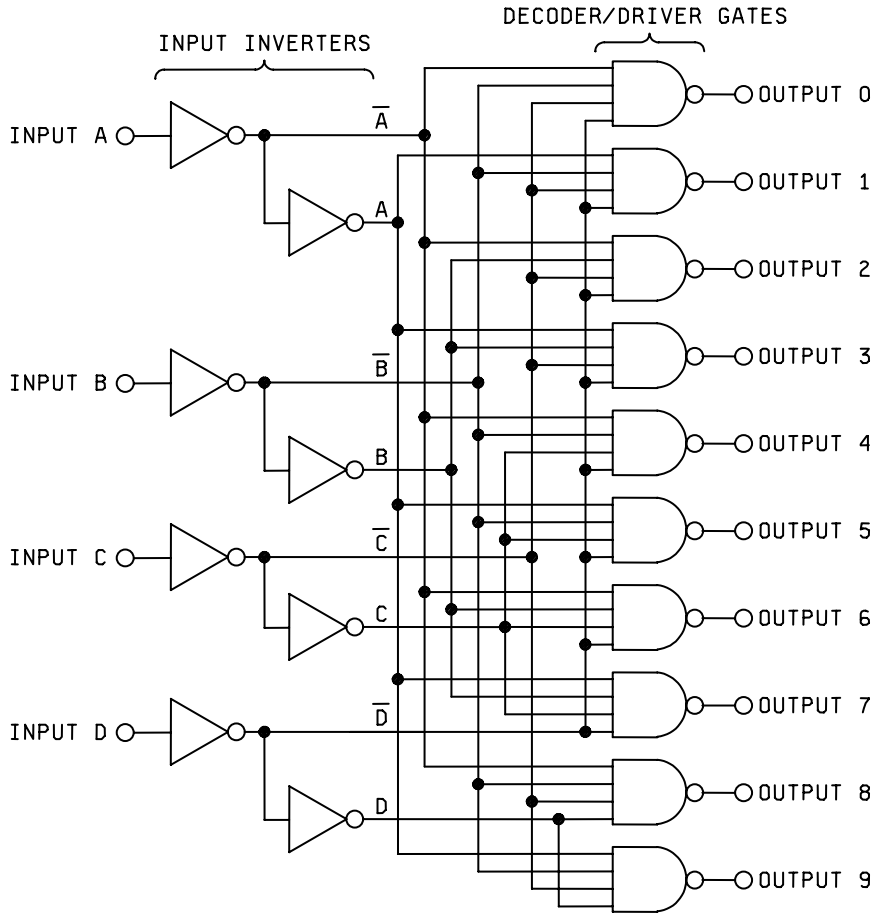 DECODER/DRIVER GATES
INPUT INVERTERS
OUTPUT 0
INPUT A
A̅
OUTPUT 1
A
OUTPUT 2
OUTPUT 3
INPUT B
B̅
OUTPUT 4
B
OUTPUT 5
INPUT C
C̅
OUTPUT 6
C
OUTPUT 7
INPUT D
D̅
OUTPUT 8
D
OUTPUT 9